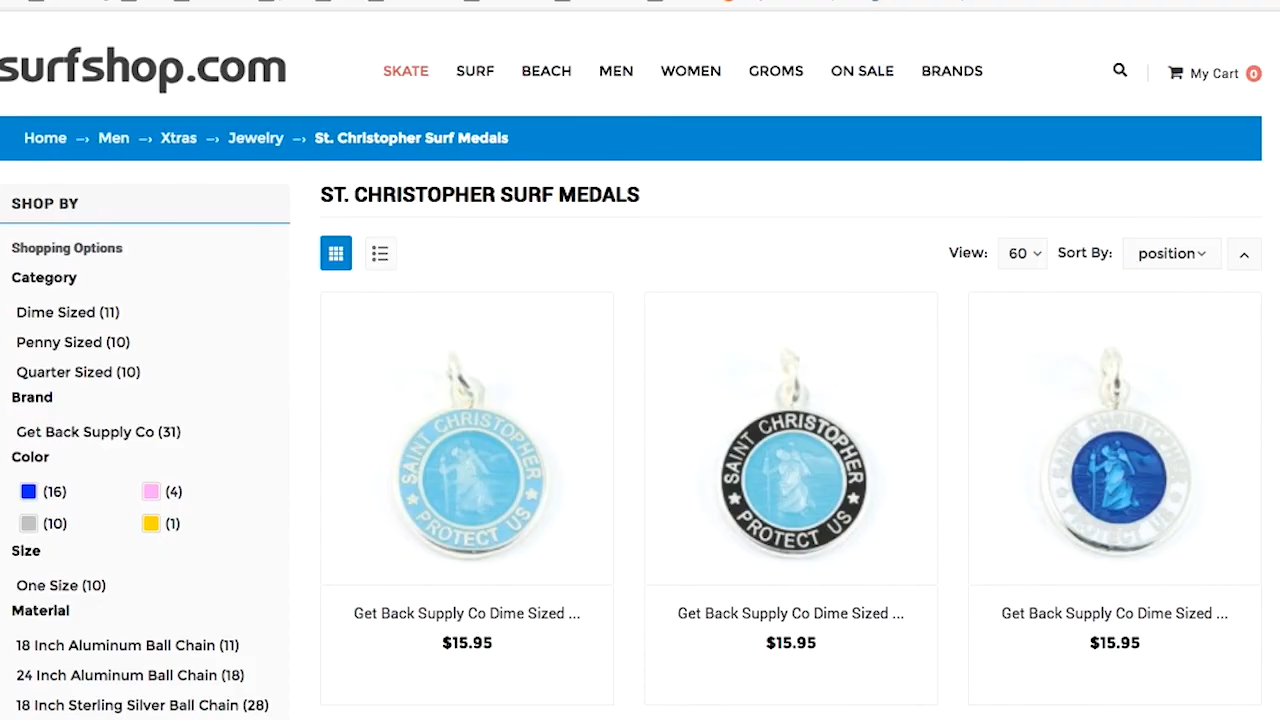 surfshop.com
SKATE SURF BEACH MEN WOMEN GROMS ON SALE BRANDS
My Cart 0
Home → Men → Xtras → Jewelry → St. Christopher Surf Medals
SHOP BY
Shopping Options
Category
Dime Sized (11)
Penny Sized (10)
Quarter Sized (10)
Brand
Get Back Supply Co (31)
Color
(16) (4)
(10) (1)
Size
One Size (10)
Material
18 Inch Aluminum Ball Chain (11)
24 Inch Aluminum Ball Chain (18)
18 Inch Sterling Silver Ball Chain (28)
ST. CHRISTOPHER SURF MEDALS
View: 60 Sort By: position
SAINT CHRISTOPHER
PROTECT US
SAINT CHRISTOPHER
PROTECT US
SAINT CHRISTOPHER
PROTECT US
Get Back Supply Co Dime Sized ...
$15.95
Get Back Supply Co Dime Sized ...
$15.95
Get Back Supply Co Dime Sized ...
$15.95